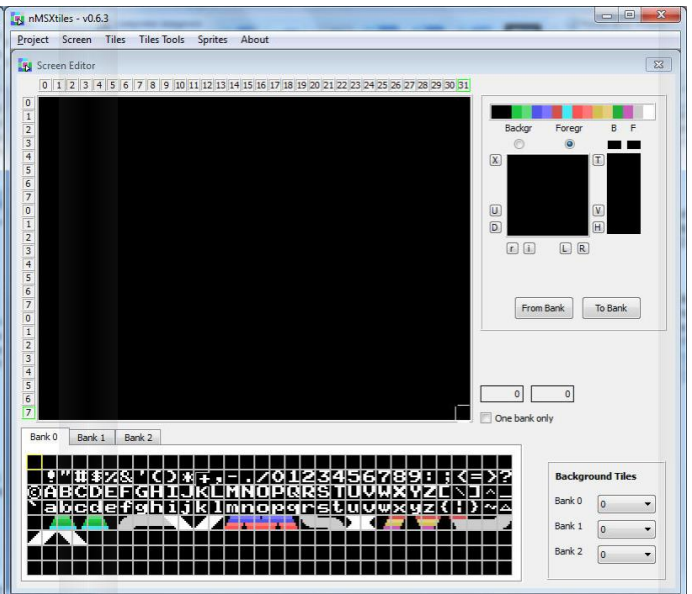 nMSXtiles - v0.6.3
Project Screen Tiles Tiles Tools Sprites About
Screen Editor
0 1 2 3 4 5 6 7 8 9 10 11 12 13 14 15 16 17 18 19 20 21 22 23 24 25 26 27 28 29 30 31
0
1
2
3
4
5
6
7
0
1
2
3
4
5
6
7
0
1
2
3
4
5
6
7
Backgr Foregr B F
X T
U V
D H
r i L R
From Bank To Bank
0 0
One bank only
Bank 0 Bank 1 Bank 2
!"#$%&'()*+,-./0123456789:;<=>?
©ABCDEFGHIJKLMNOPQRSTUVWXYZ[\]^_
`abcdefghijklmnopqrstuvwxyz{¦}~▵
Background Tiles
Bank 0 0
Bank 1 0
Bank 2 0